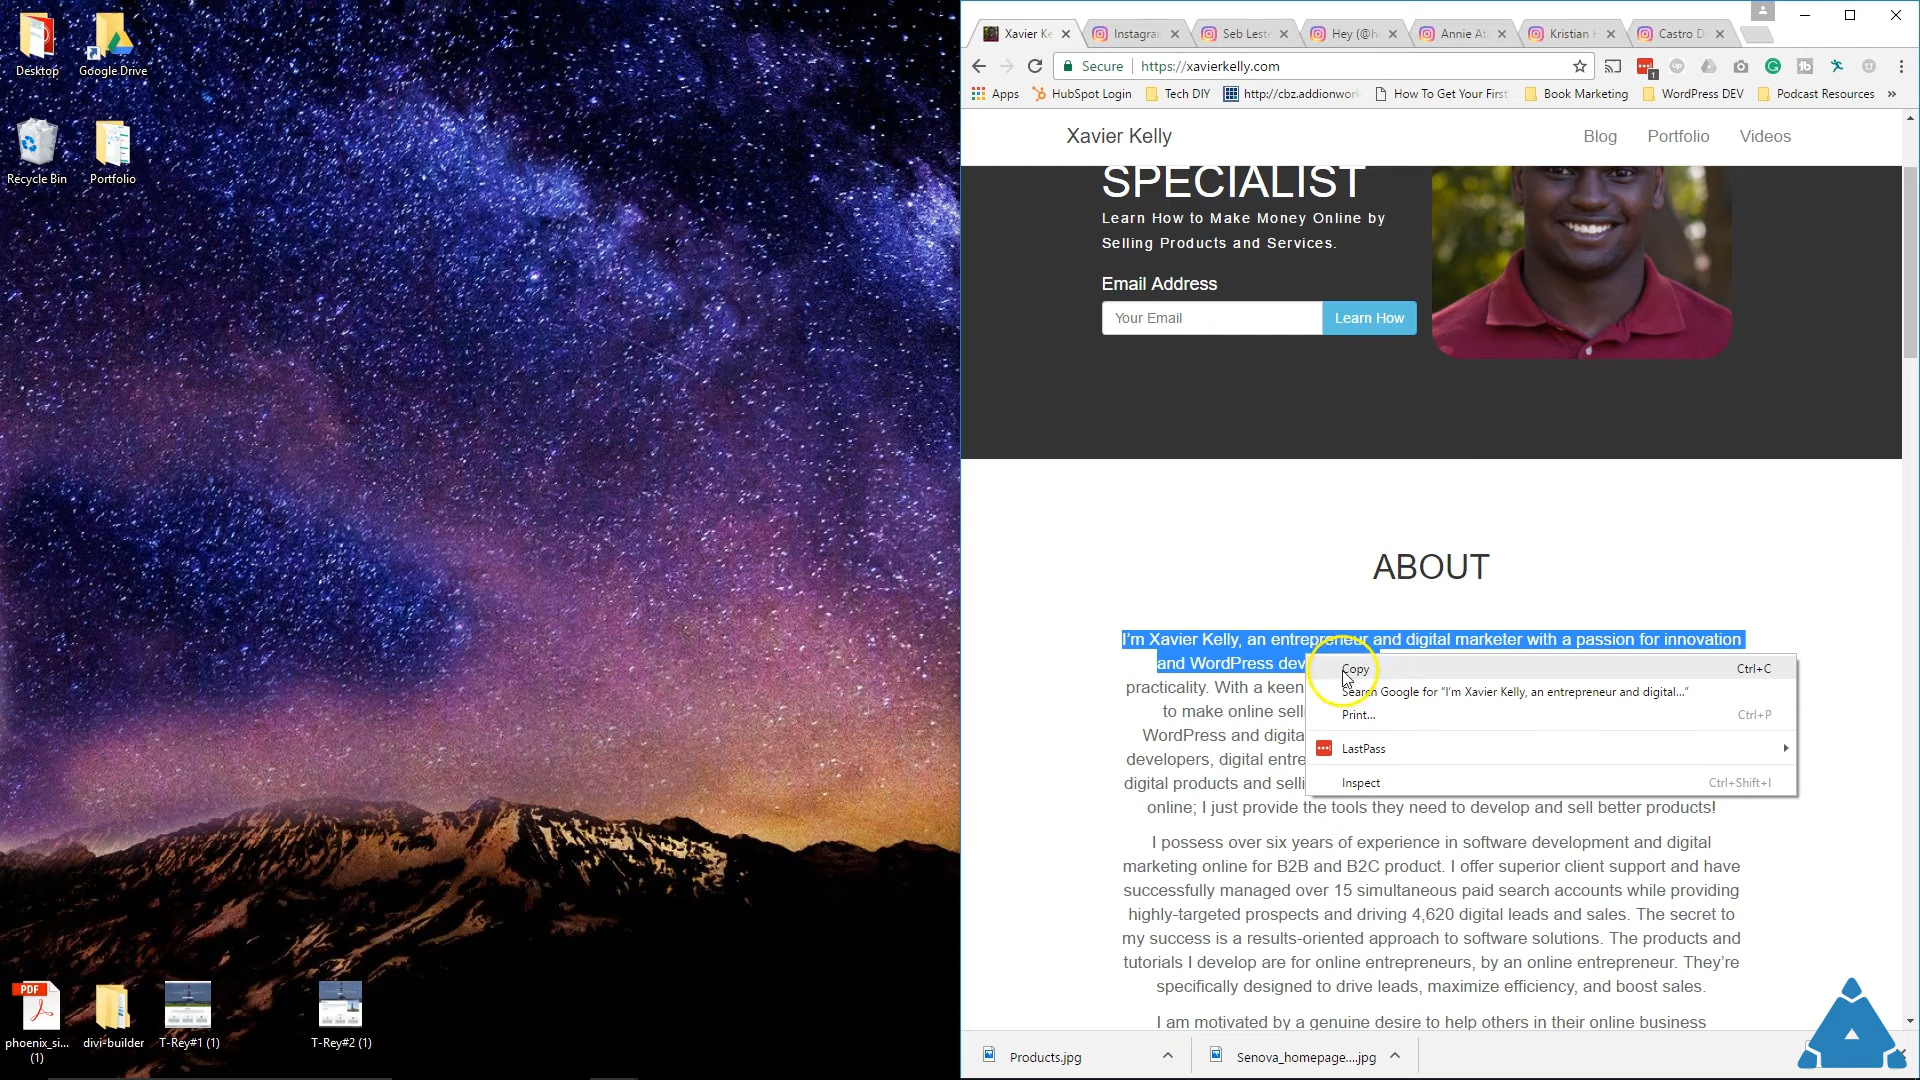 Desktop
Google Drive
Recycle Bin
Portfolio
PDF
phoenix_si...
(1)
divi-builder
T-Rey#1 (1)
T-Rey#2 (1)
Xavier Ke
Instagram
Seb Leste
Hey (@h
Annie At
Kristian H
Castro D
Secure
https://xavierkelly.com
1
Apps
HubSpot Login
Tech DIY
http://cbz.addionwork
How To Get Your First
Book Marketing
WordPress DEV
Podcast Resources
»
Xavier Kelly
Blog
Portfolio
Videos
SPECIALIST
Learn How to Make Money Online by
Selling Products and Services.
Email Address
Your Email
Learn How
ABOUT
I'm Xavier Kelly, an entrepreneur and digital marketer with a passion for innovation
and WordPress dev
practicality. With a keen
to make online selli
WordPress and digita
developers, digital entre
digital products and selli
online; I just provide the tools they need to develop and sell better products!
Copy
Ctrl+C
Search Google for "I'm Xavier Kelly, an entrepreneur and digital..."
Print...
Ctrl+P
LastPass
Inspect
Ctrl+Shift+I
I possess over six years of experience in software development and digital
marketing online for B2B and B2C product. I offer superior client support and have
successfully managed over 15 simultaneous paid search accounts while providing
highly-targeted prospects and driving 4,620 digital leads and sales. The secret to
my success is a results-oriented approach to software solutions. The products and
tutorials I develop are for online entrepreneurs, by an online entrepreneur. They're
specifically designed to drive leads, maximize efficiency, and boost sales.
I am motivated by a genuine desire to help others in their online business
Products.jpg
Senova_homepage....jpg